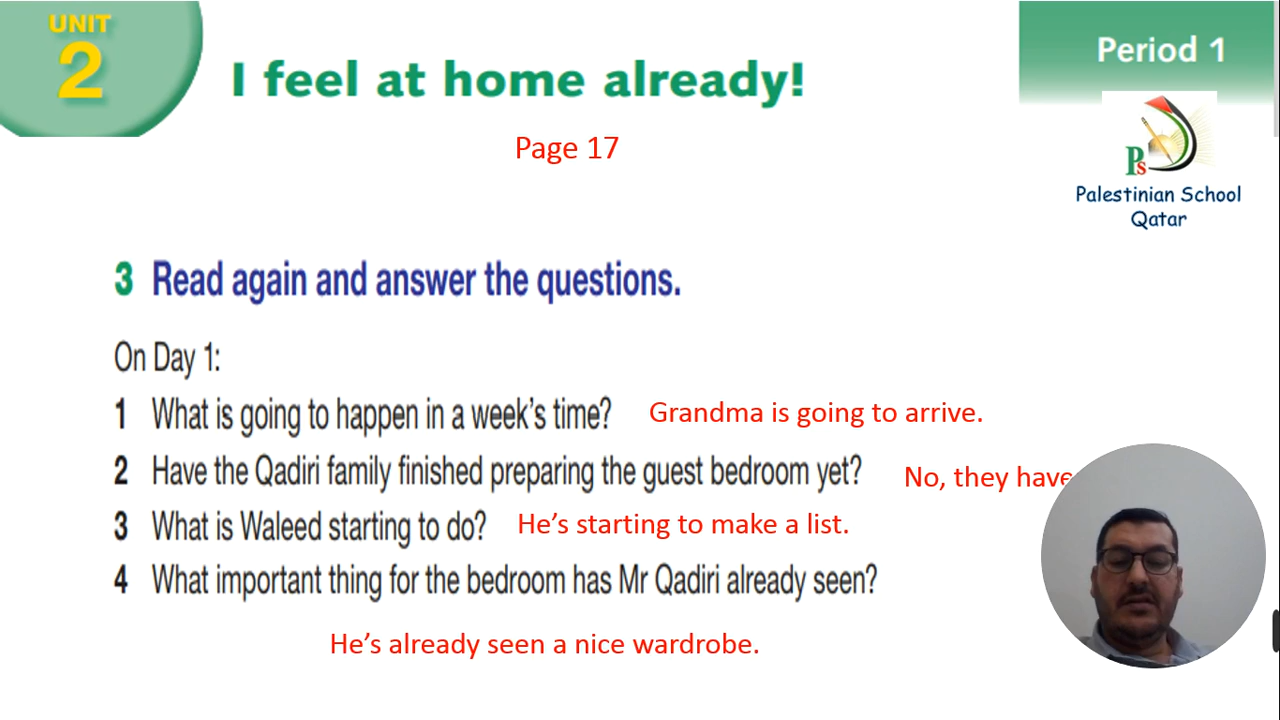 UNIT
2
I feel at home already!
Period 1
Page 17
Ps
Palestinian School
Qatar
3 Read again and answer the questions.
On Day 1:
1 What is going to happen in a week's time? Grandma is going to arrive.
2 Have the Qadiri family finished preparing the guest bedroom yet? No, they have
3 What is Waleed starting to do? He's starting to make a list.
4 What important thing for the bedroom has Mr Qadiri already seen?
He's already seen a nice wardrobe.